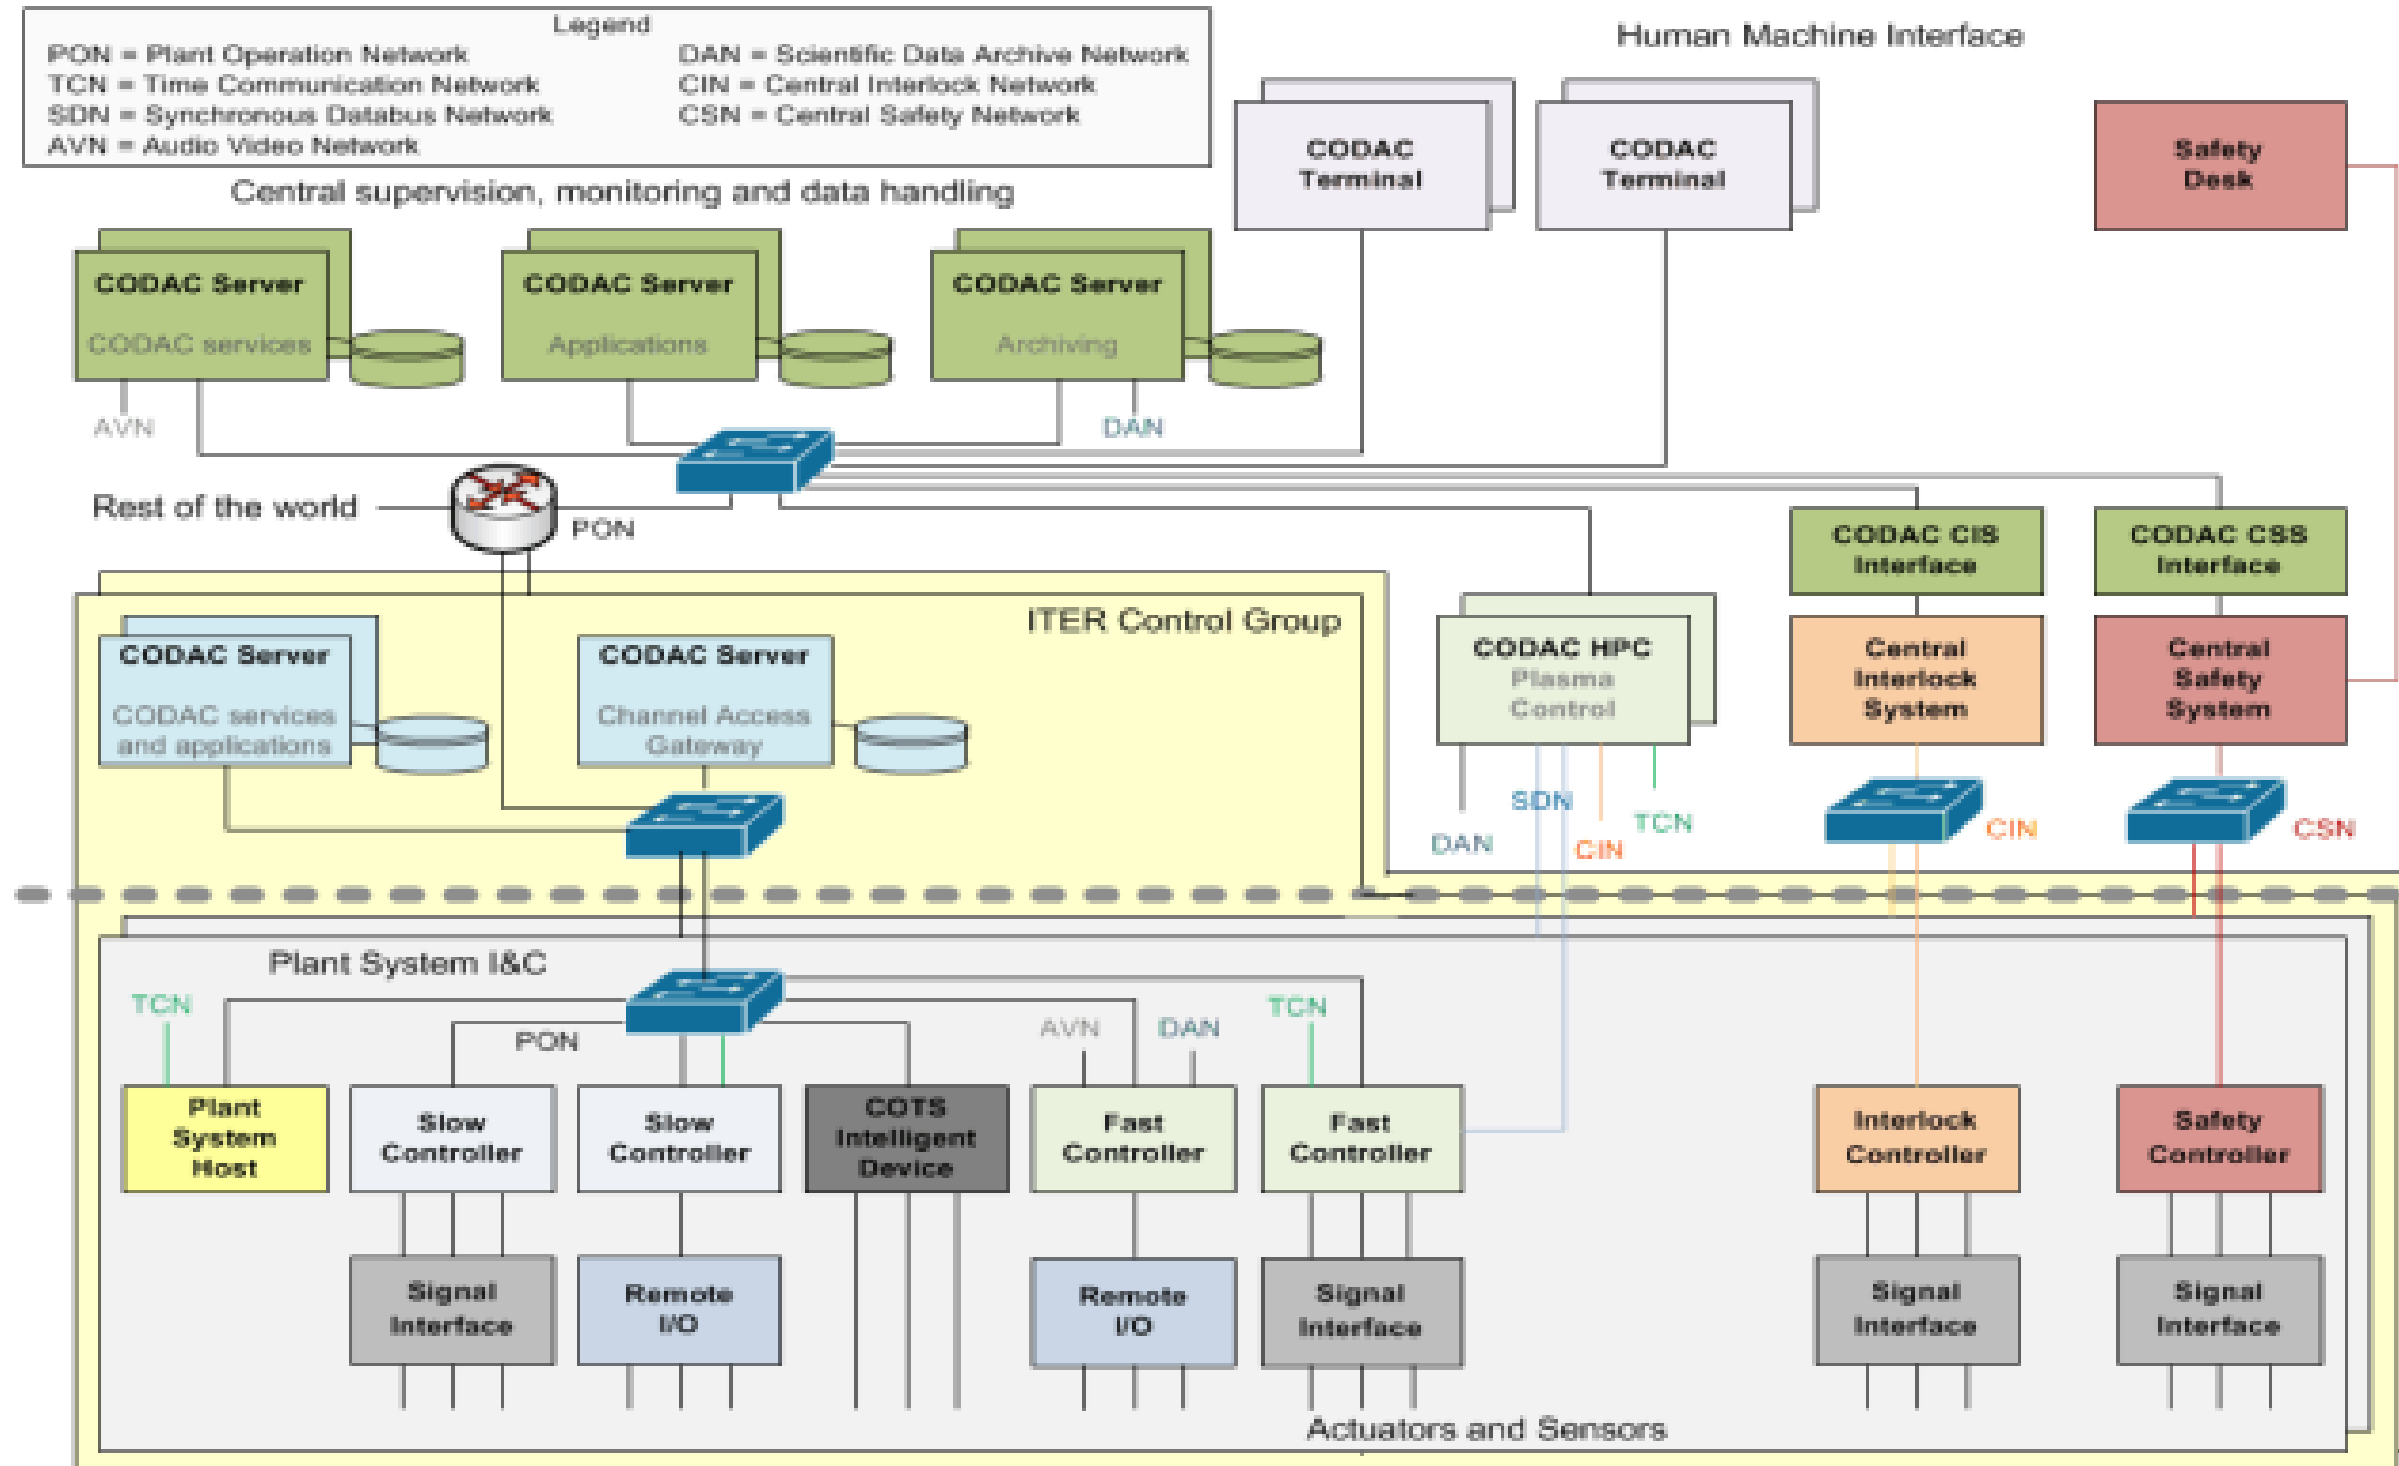 Legend
PON = Plant Operation Network
TCN = Time Communication Network
SDN = Synchronous Databus Network
AVN = Audio Video Network
DAN = Scientific Data Archive Network
CIN = Central Interlock Network
CSN = Central Safety Network
Human Machine Interface
CODAC
Terminal
CODAC
Terminal
Safety
Desk
Central supervision, monitoring and data handling
CODAC Server
CODAC services
CODAC Server
Applications
CODAC Server
Archiving
AVN
DAN
Rest of the world
PON
CODAC CIS
Interface
CODAC CSS
Interface
ITER Control Group
CODAC Server
CODAC services
and applications
CODAC Server
Channel Access
Gateway
CODAC HPC
Plasma
Control
Central
Interlock
System
Central
Safety
System
DAN
SDN
CIN
TCN
CIN
CSN
Plant System I&C
TCN
PON
AVN
DAN
TCN
Plant
System
Host
Slow
Controller
Slow
Controller
COTS
Intelligent
Device
Fast
Controller
Fast
Controller
Interlock
Controller
Safety
Controller
Signal
Interface
Remote
I/O
Remote
I/O
Signal
Interface
Signal
Interface
Signal
Interface
Actuators and Sensors